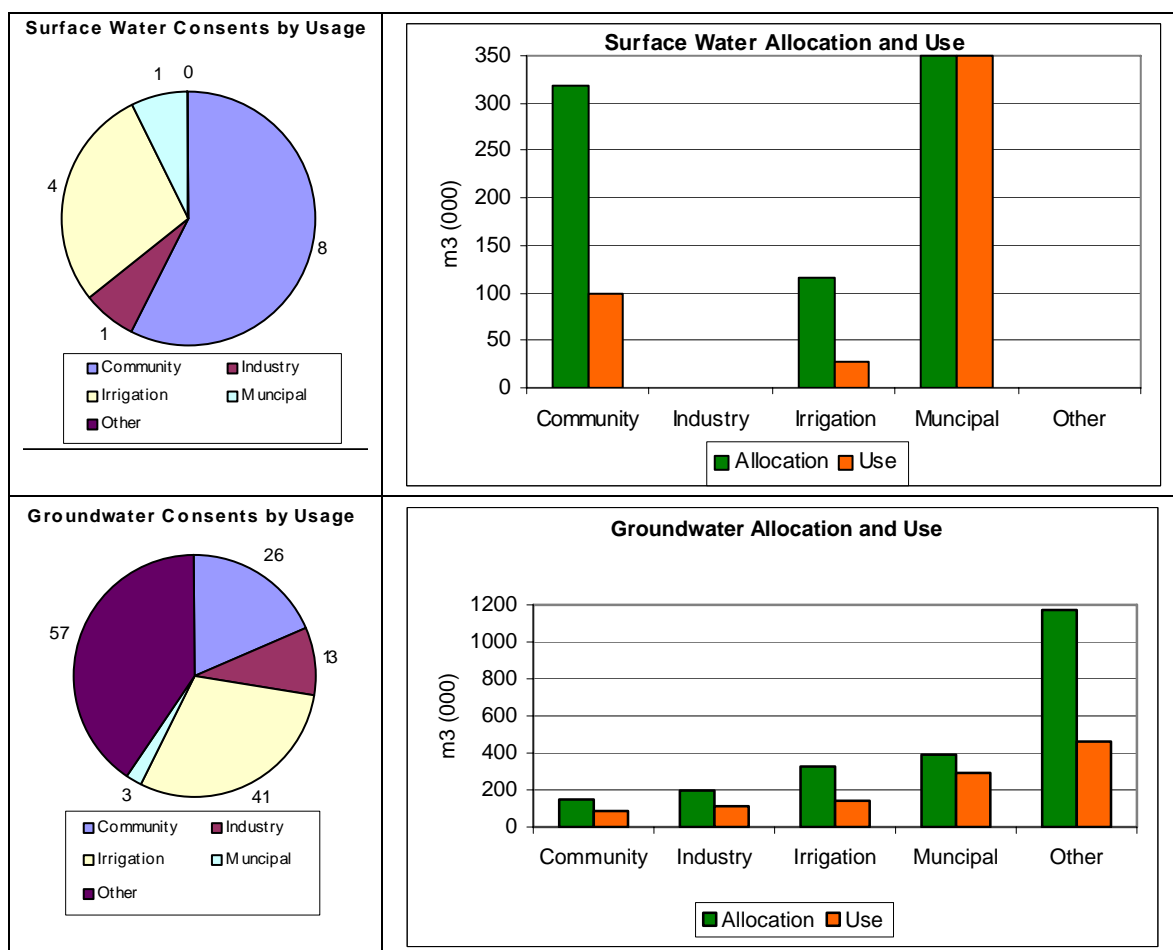 Surface Water Consents by Usage
1 0
4
8
1
Community Industry
Irrigation Muncipal
Other
Surface Water Allocation and Use
m3 (000)
350
300
250
200
150
100
50
0
Community Industry Irrigation Muncipal Other
Allocation Use
Groundwater Consents by Usage
26
57
13
3
41
Community Industry
Irrigation Muncipal
Other
Groundwater Allocation and Use
m3 (000)
1200
1000
800
600
400
200
0
Community Industry Irrigation Muncipal Other
Allocation Use